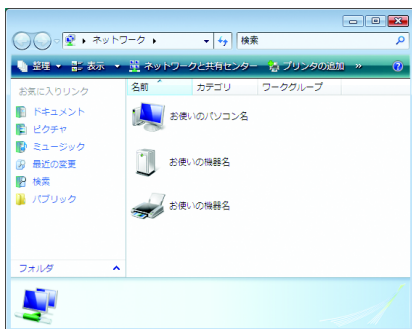 ネットワーク
検索
整理 表示 ネットワークと共有センター プリンタの追加 »
お気に入りリンク
名前 カテゴリ ワークグループ
ドキュメント
ピクチャ
ミュージック
最近の変更
検索
パブリック
お使いのパソコン名
お使いの機器名
お使いの機器名
フォルダ